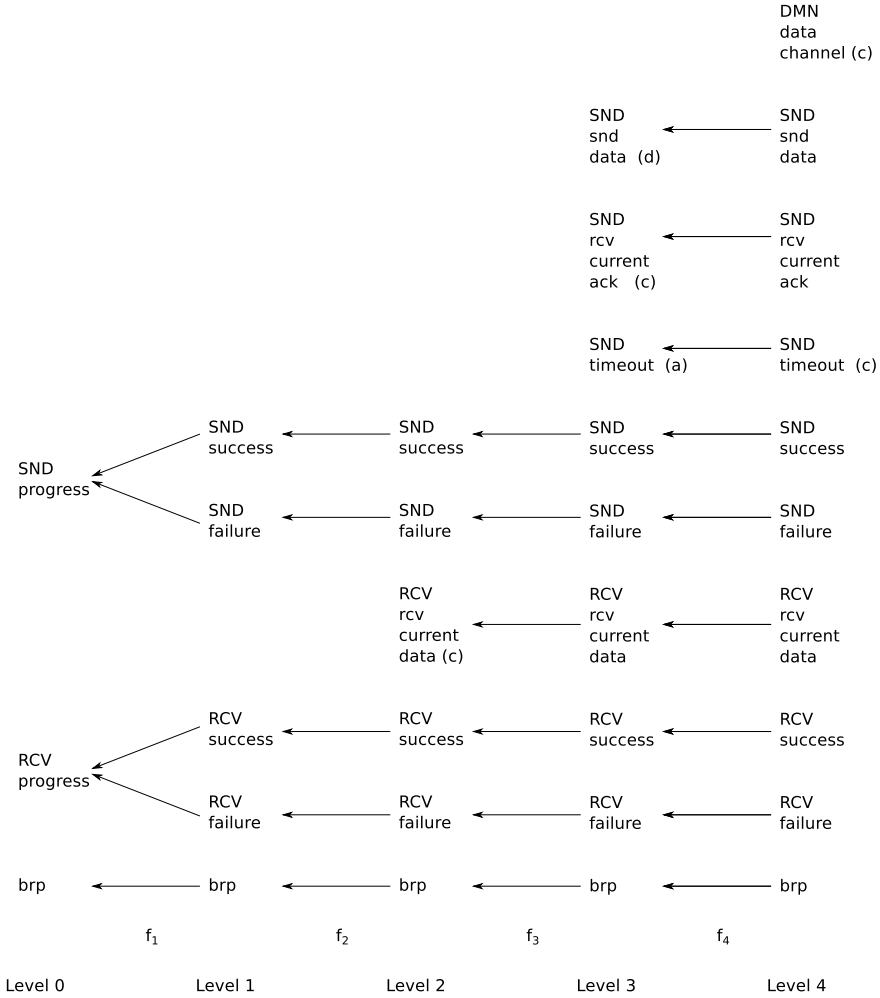 DMN
data
channel (c)
SND SND
snd snd
data (d) data
SND SND
rcv rcv
current current
ack (c) ack
SND SND
timeout (a) timeout (c)
SND SND SND SND
success success success success
SND
progress
SND SND SND SND
failure failure failure failure
RCV RCV RCV
rcv rcv rcv
current current current
data (c) data data
RCV RCV RCV RCV
success success success success
RCV
progress
RCV RCV RCV RCV
failure failure failure failure
brp brp brp brp brp
f1 f2 f3 f4
Level 0 Level 1 Level 2 Level 3 Level 4